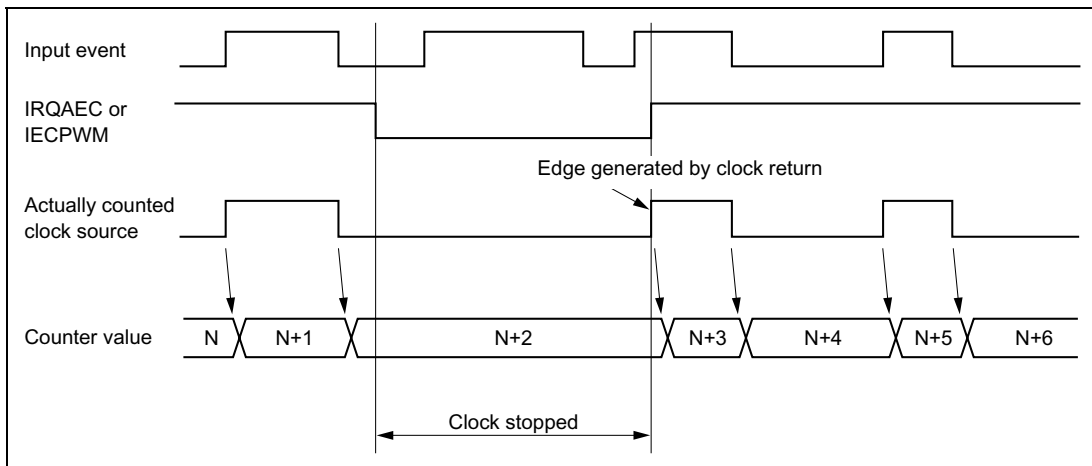 Input event
IRQAEC or
IECPWM
Edge generated by clock return
Actually counted
clock source
Counter value
N
N+1
N+2
N+3
N+4
N+5
N+6
Clock stopped